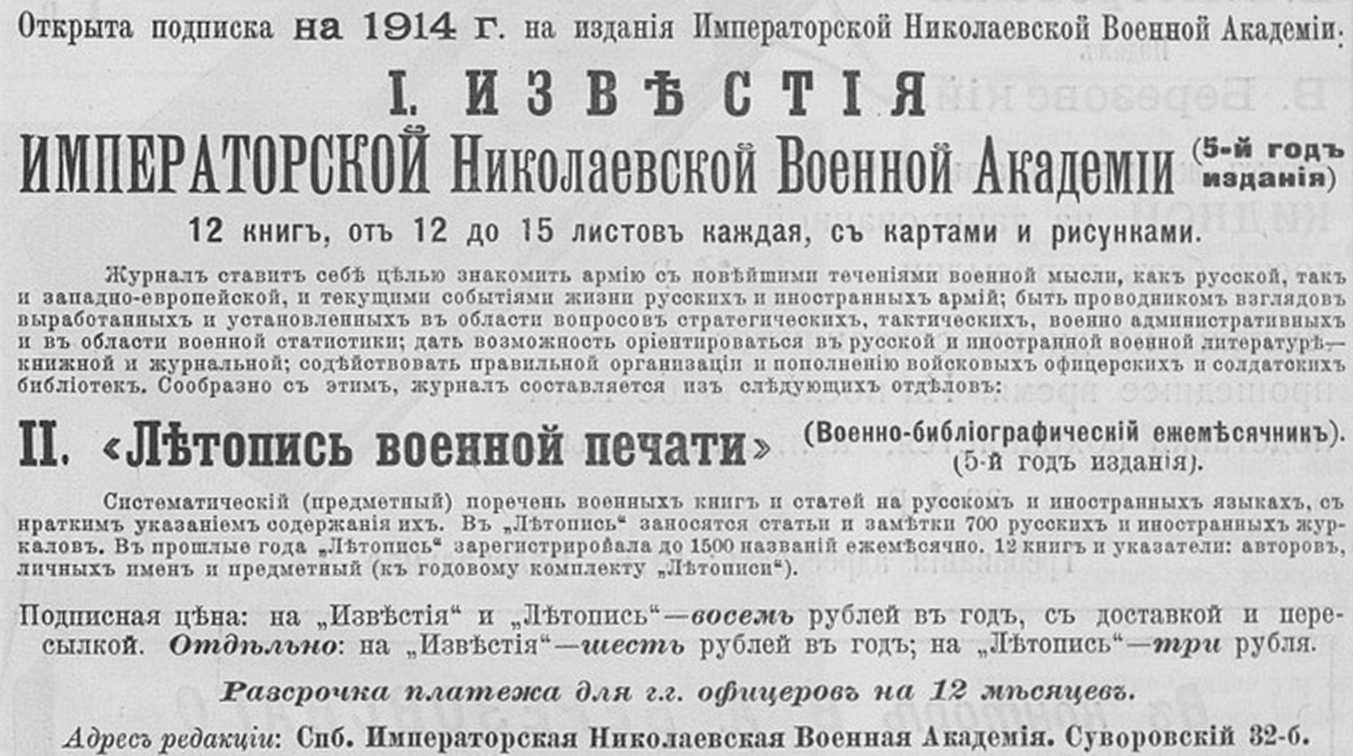 Открыта подписка на 1914 г. на изданія Императорской Николаевской Военной Академіи:
I. ИЗВѢСТІЯ
ИМПЕРАТОРСКОЙ Николаевской Военной Академіи (5-й годъ изданія)
12 книгъ, отъ 12 до 15 листовъ каждая, съ картами и рисунками.
Журналъ ставитъ себѣ цѣлью знакомить армію съ новѣйшими теченіями военной мысли, какъ русской, такъ
и западно-европейской, и текущими событіями жизни русскихъ и иностранныхъ армій; быть проводникомъ взглядовъ
выработанныхъ и установленныхъ въ области вопросовъ стратегическихъ, тактическихъ, военно административныхъ
и въ области военной статистики; дать возможность оріентироваться въ русской и иностранной военной литературѣ—
книжной и журнальной; содѣйствовать правильной организаціи и пополненію войсковыхъ офицерскихъ и солдатскихъ
библіотек. Сообразно съ этимъ, журналъ составляется изъ слѣдующихъ отдѣловъ:
II. «Лѣтопись военной печати» (Военно-библіографическій ежемѣсячникъ).
(5-й годъ изданія).
Систематическій (предметный) поречень военныхъ книгъ и статей на русскомъ и иностранныхъ языкахъ, съ
нраткимъ указаніемъ содержанія ихъ. Въ „Лѣтопись“ заносятся статьи и замѣтки 700 русскихъ и иностранныхъ жур-
каловъ. Въ прошлые года „Лѣтопись“ зарегистрировала до 1500 названій ежемѣсячно. 12 книгъ и указатели: авторовъ,
личныхъ именъ и предметный (къ годовому комплекту „Лѣтописи“).
Подписная цѣна: на „Извѣстія“ и „Лѣтопись“—восемь рублей въ годъ, съ доставкой и пере-
сылкой. Отдѣльно: на „Извѣстія“—шесть рублей въ годъ; на „Лѣтопись“—три рубля.
Разсрочка платежа для г.г. офицеровъ на 12 мѣсяцевъ.
Адресъ редакціи: Спб. Императорская Николаевская Военная Академія. Суворовскій 32-б.